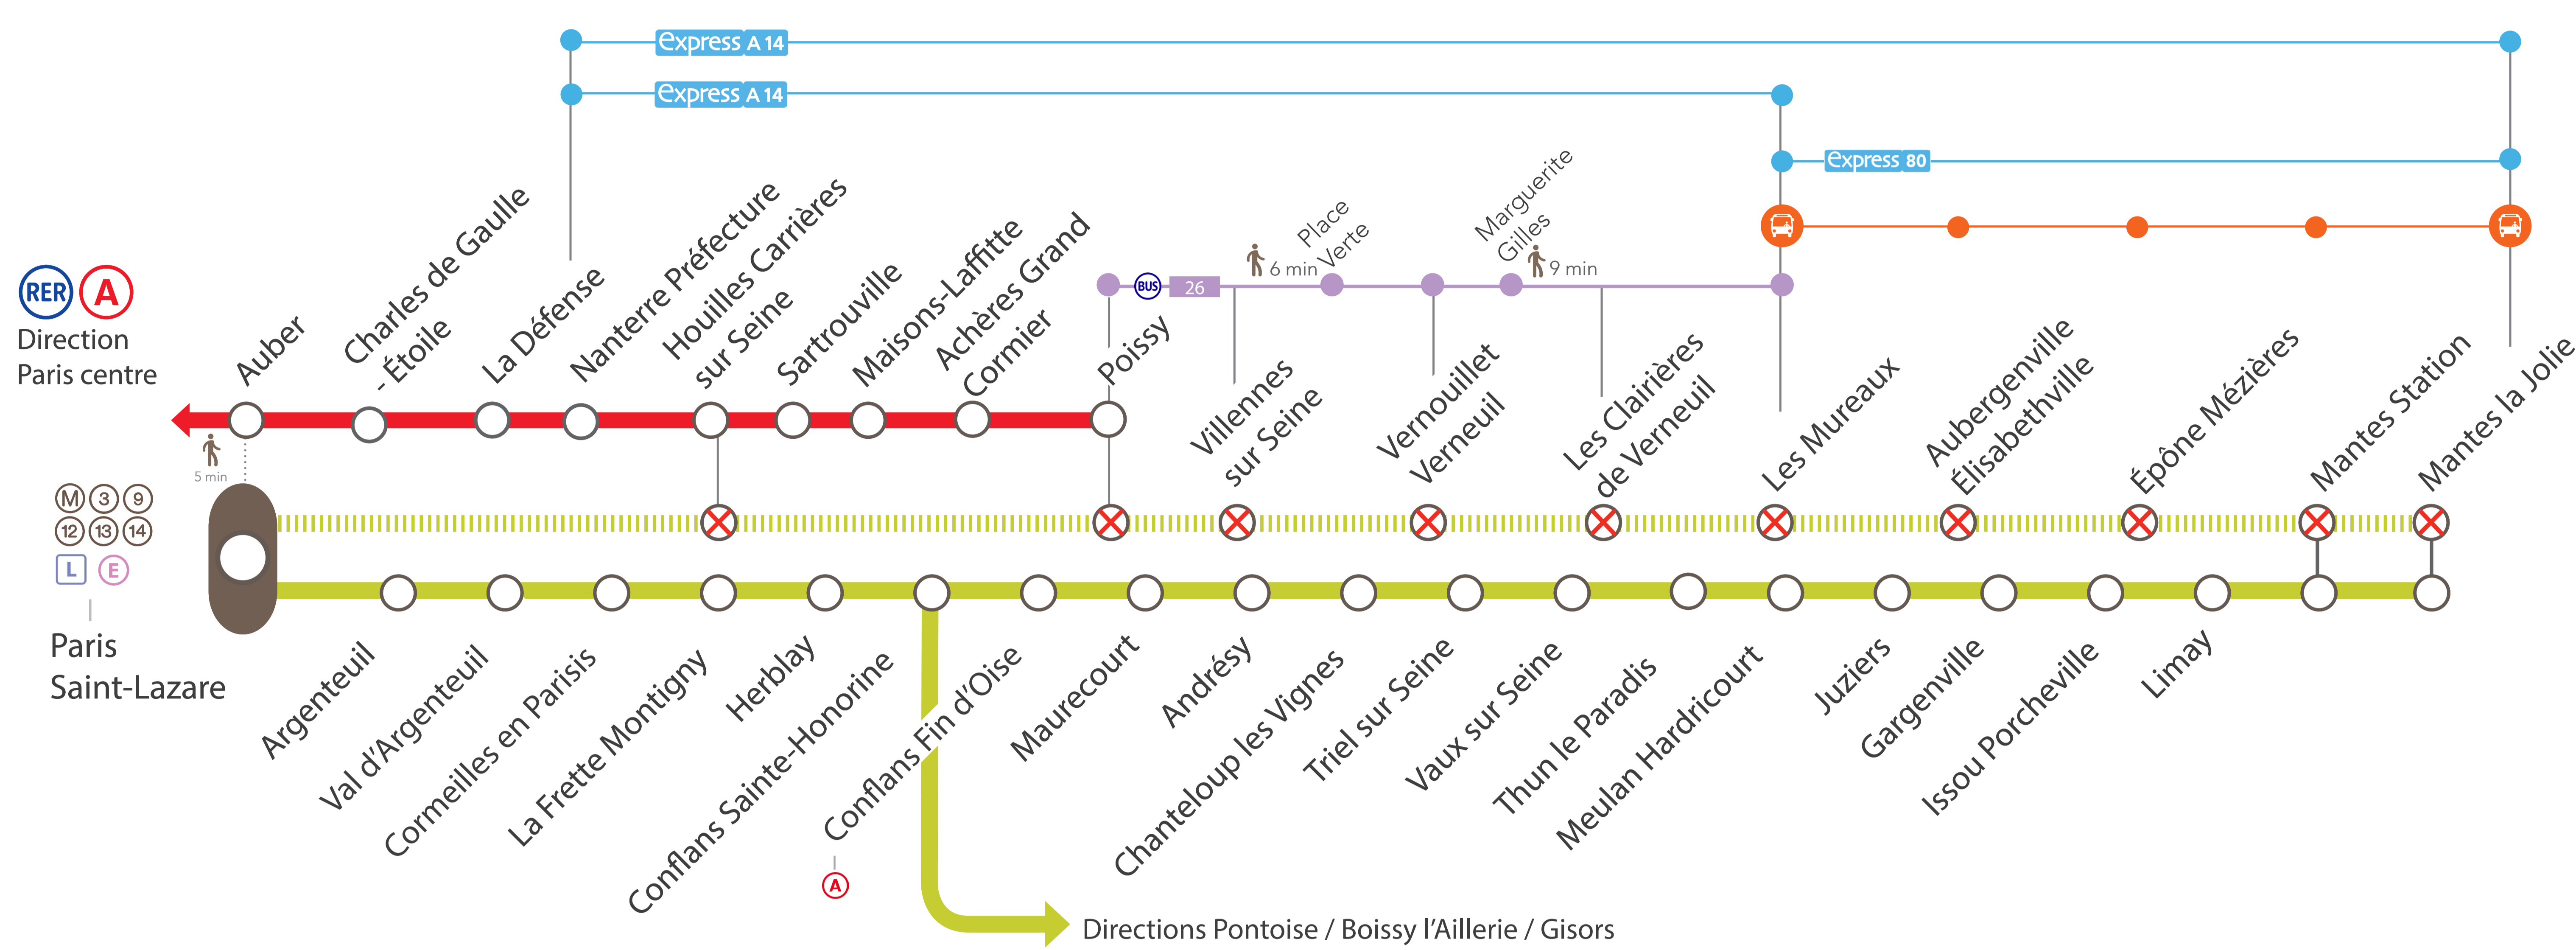 express A 14
express A 14
express 80
RER A
Direction
Paris centre
Auber
Charles de Gaulle
- Étoile
La Défense
Nanterre Préfecture
Houilles Carrières
sur Seine
Sartrouville
Maisons-Laffitte
Achères Grand
Cormier
Poissy
BUS 26
6 min
Place
Verte
Marguerite
Gilles
9 min
Villennes
sur Seine
Vernouillet
Verneuil
Les Clairières
de Verneuil
Les Mureaux
Aubergenville
Élisabethville
Épône Mézières
Mantes Station
Mantes la Jolie
5 min
M 3 9
12 13 14
L E
Paris
Saint-Lazare
Argenteuil
Val d'Argenteuil
Cormeilles en Parisis
La Frette Montigny
Herblay
Conflans Sainte-Honorine
Conflans Fin d'Oise
A
Maurecourt
Andrésy
Chanteloup les Vignes
Triel sur Seine
Vaux sur Seine
Thun le Paradis
Meulan Hardricourt
Juziers
Gargenville
Issou Porcheville
Limay
Directions Pontoise / Boissy l'Aillerie / Gisors